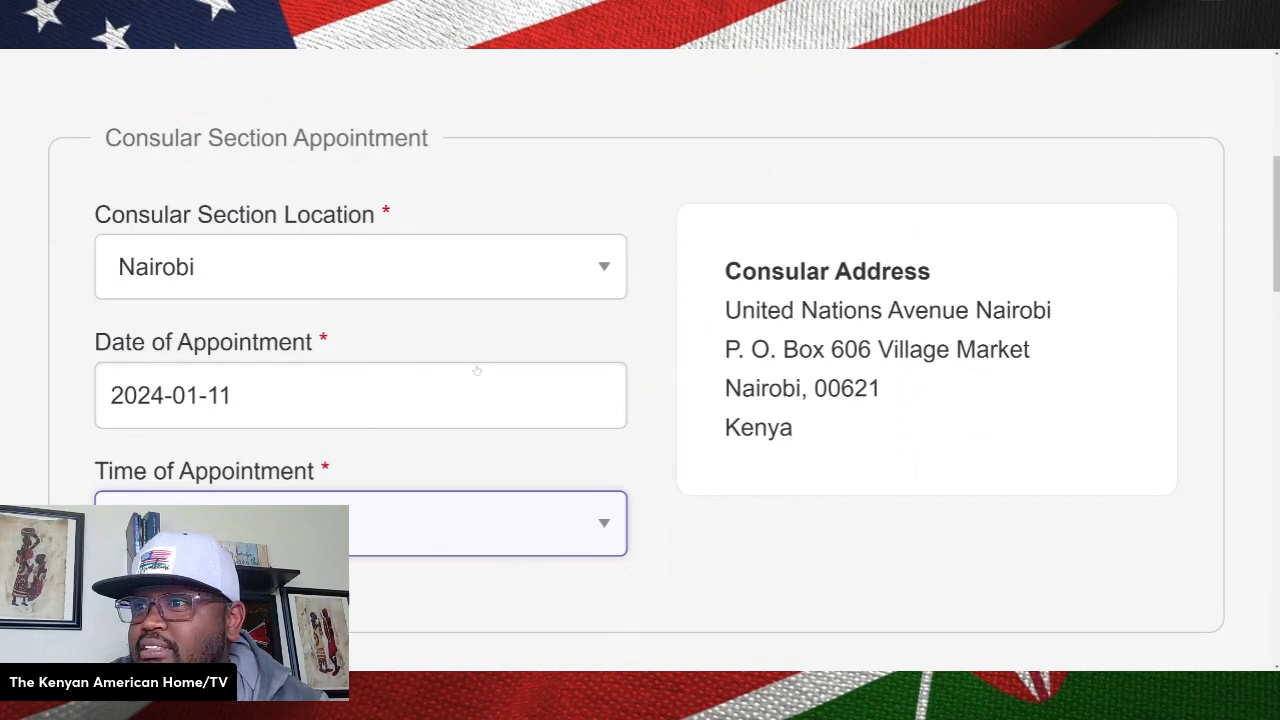 Consular Section Appointment
Consular Section Location *
Nairobi
Date of Appointment *
2024-01-11
Time of Appointment *
Consular Address
United Nations Avenue Nairobi
P. O. Box 606 Village Market
Nairobi, 00621
Kenya
The Kenyan American Home/TV